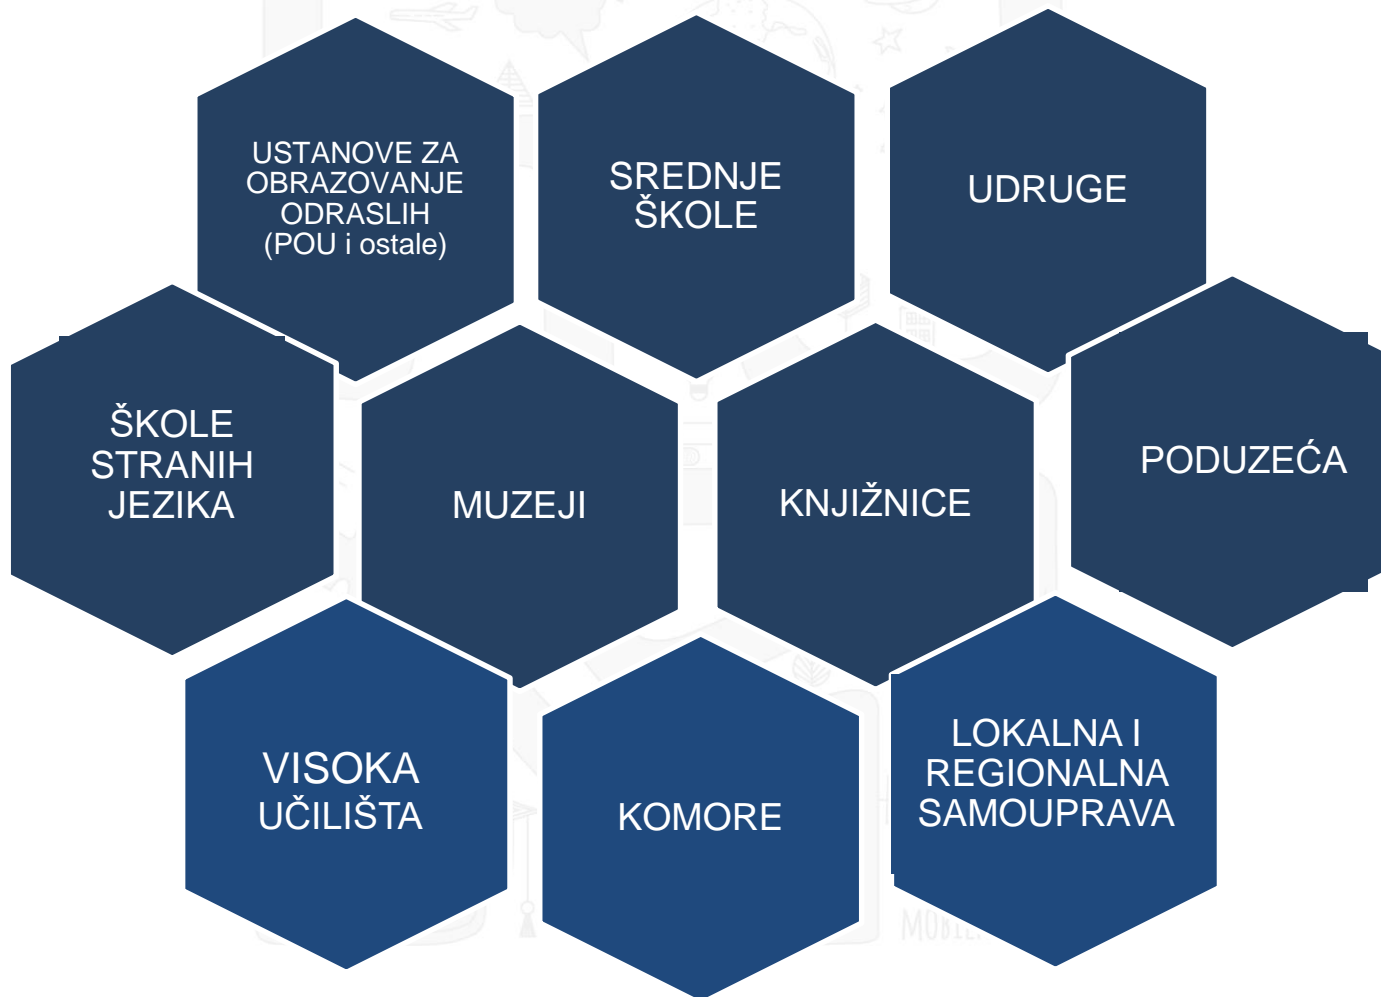 USTANOVE ZA
OBRAZOVANJE
ODRASLIH
(POU i ostale)
SREDNJE
ŠKOLE
UDRUGE
ŠKOLE
STRANIH
JEZIKA
MUZEJI
KNJIŽNICE
PODUZEĆA
VISOKA
UČILIŠTA
KOMORE
LOKALNA I
REGIONALNA
SAMOUPRAVA